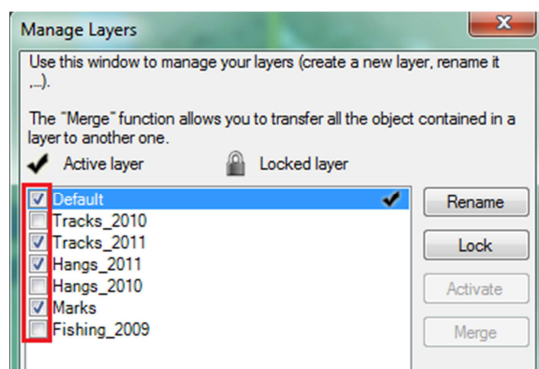 Manage Layers
Use this window to manage your layers (create a new layer, rename it
,...).
The "Merge" function allows you to transfer all the object contained in a
layer to another one.
Active layer
Locked layer
Default
Tracks_2010
Tracks_2011
Hangs_2011
Hangs_2010
Marks
Fishing_2009
Rename
Lock
Activate
Merge